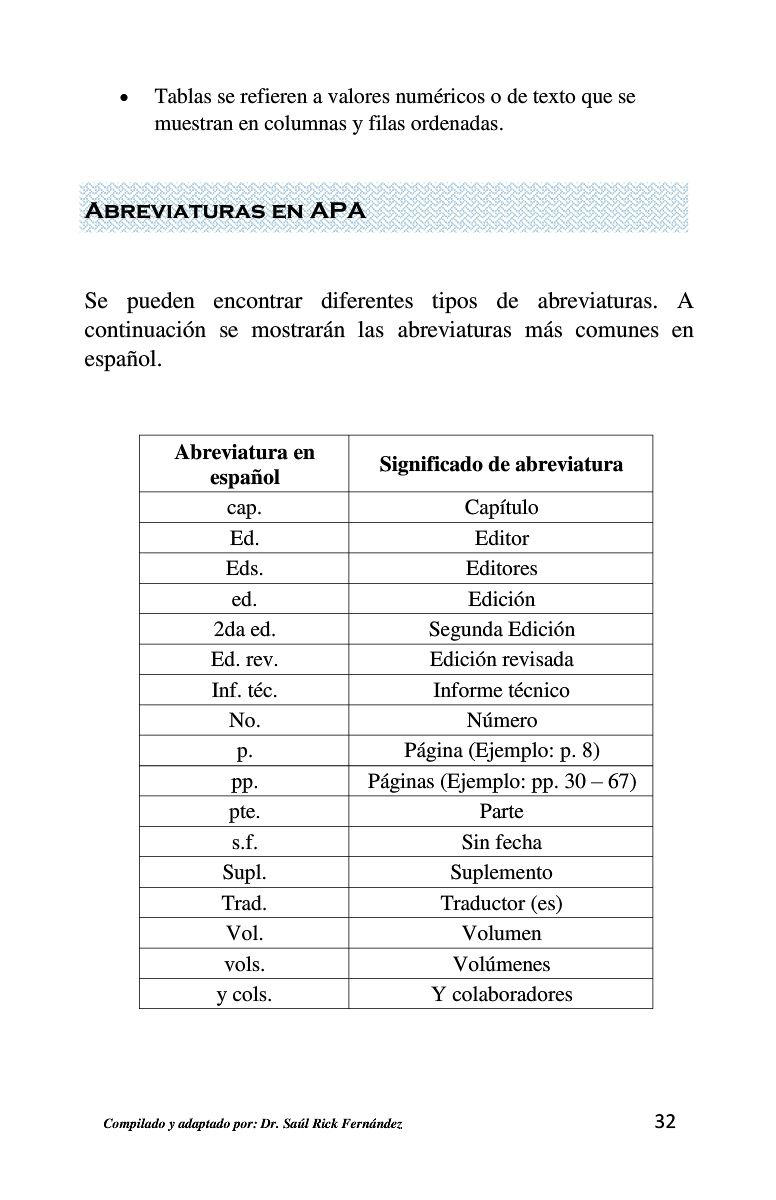 • Tablas se refieren a valores numéricos o de texto que se
muestran en columnas y filas ordenadas.
ABREVIATURAS EN APA
Se pueden encontrar diferentes tipos de abreviaturas. A
continuación se mostrarán las abreviaturas más comunes en
español.
Abreviatura en
español
Significado de abreviatura
cap. Capítulo
Ed. Editor
Eds. Editores
ed. Edición
2da ed. Segunda Edición
Ed. rev. Edición revisada
Inf. téc. Informe técnico
No. Número
p. Página (Ejemplo: p. 8)
pp. Páginas (Ejemplo: pp. 30 – 67)
pte. Parte
s.f. Sin fecha
Supl. Suplemento
Trad. Traductor (es)
Vol. Volumen
vols. Volúmenes
y cols. Y colaboradores
Compilado y adaptado por: Dr. Saúl Rick Fernández 32